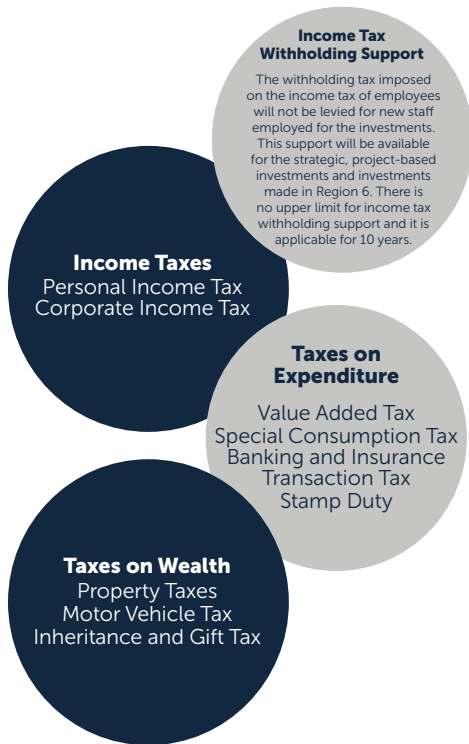 Income Tax
Withholding Support
The withholding tax imposed
on the income tax of employees
will not be levied for new staff
employed for the investments.
This support will be available
for the strategic, project-based
investments and investments
made in Region 6. There is
no upper limit for income tax
withholding support and it is
applicable for 10 years.
Income Taxes
Personal Income Tax
Corporate Income Tax
Taxes on
Expenditure
Value Added Tax
Special Consumption Tax
Banking and Insurance
Transaction Tax
Stamp Duty
Taxes on Wealth
Property Taxes
Motor Vehicle Tax
Inheritance and Gift Tax